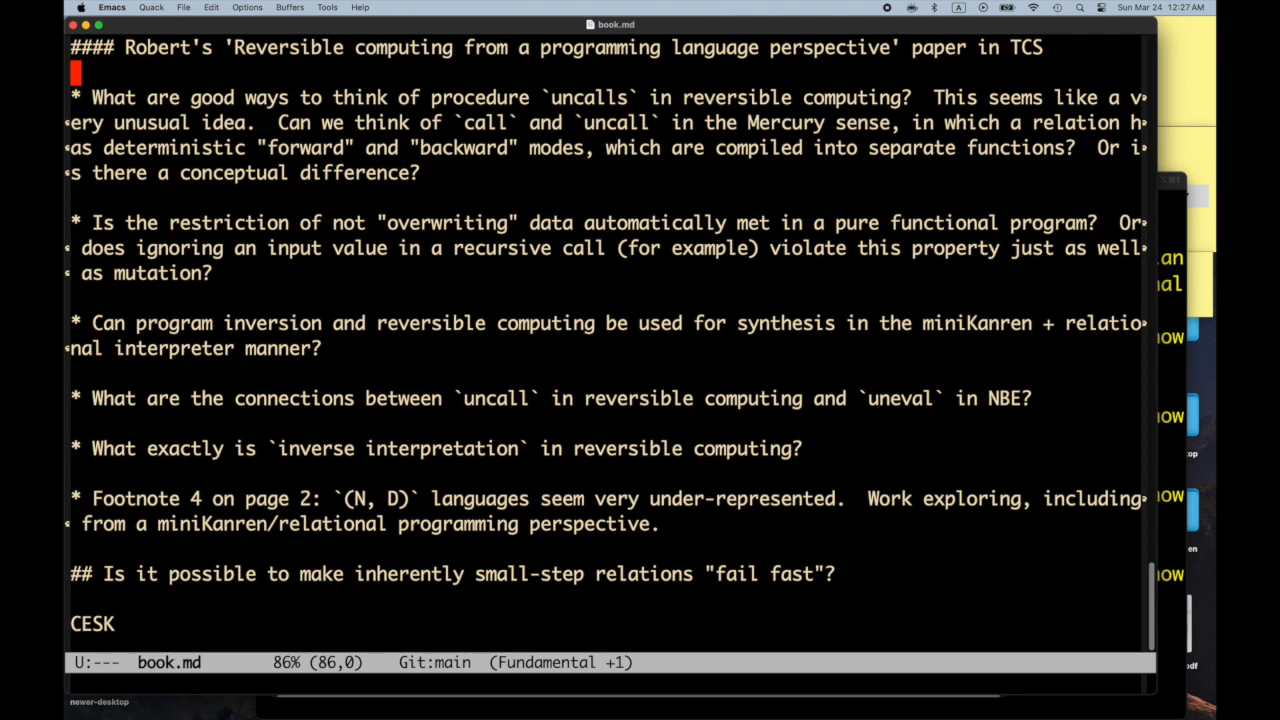 Emacs Quack File Edit Options Buffers Tools Help
A
Sun Mar 24 12:27 AM
book.md
#### Robert's 'Reversible computing from a programming language perspective' paper in TCS
* What are good ways to think of procedure `uncalls` in reversible computing?  This seems like a v
ery unusual idea.  Can we think of `call` and `uncall` in the Mercury sense, in which a relation h
as deterministic "forward" and "backward" modes, which are compiled into separate functions?  Or i
s there a conceptual difference?
* Is the restriction of not "overwriting" data automatically met in a pure functional program?  Or
does ignoring an input value in a recursive call (for example) violate this property just as well
as mutation?
* Can program inversion and reversible computing be used for synthesis in the miniKanren + relatio
nal interpreter manner?
* What are the connections between `uncall` in reversible computing and `uneval` in NBE?
* What exactly is `inverse interpretation` in reversible computing?
* Footnote 4 on page 2: `(N, D)` languages seem very under-represented.  Work exploring, including
from a miniKanren/relational programming perspective.
## Is it possible to make inherently small-step relations "fail fast"?
CESK
U:--- book.md 86% (86,0) Git:main (Fundamental +1)
an
nal
ow
ow
top
ow
en
ow
pdf
newer-desktop